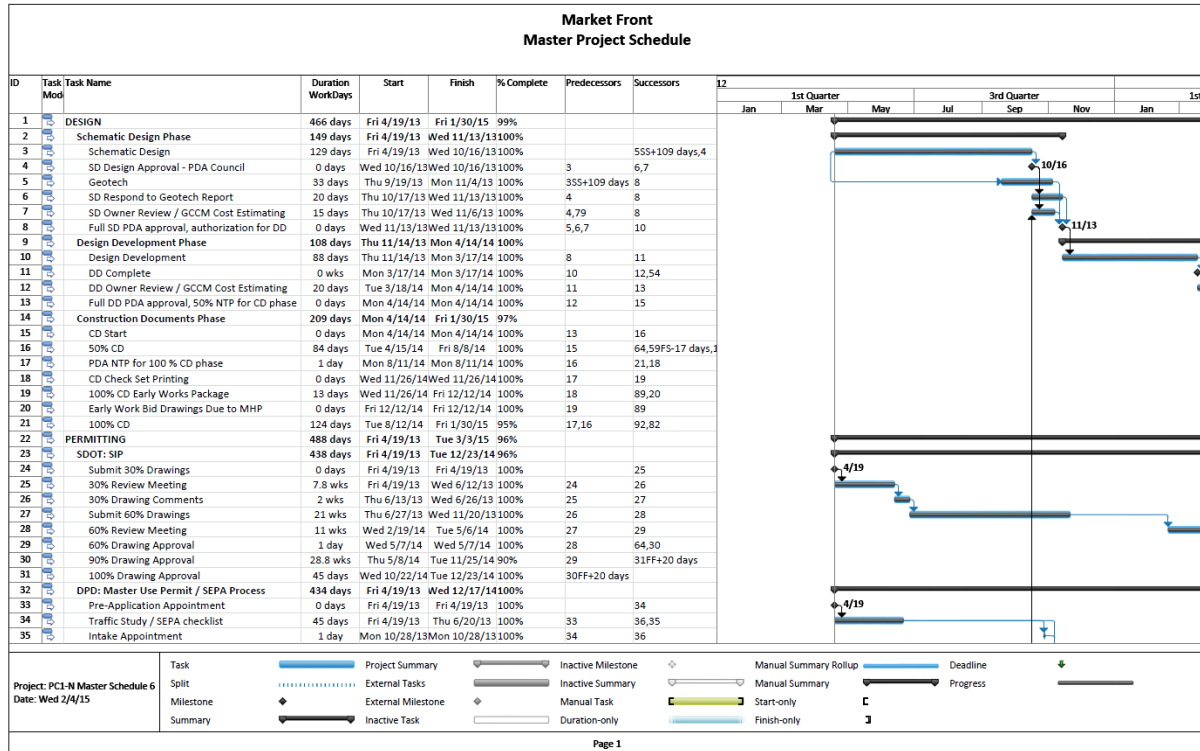 Market Front
Master Project Schedule
ID Task Mode Task Name Duration WorkDays Start Finish % Complete Predecessors Successors 12
1st Quarter 3rd Quarter 1st
Jan Mar May Jul Sep Nov Jan
1 DESIGN 466 days Fri 4/19/13 Fri 1/30/15 99%
2 Schematic Design Phase 149 days Fri 4/19/13 Wed 11/13/13 100%
3 Schematic Design 129 days Fri 4/19/13 Wed 10/16/13 100% 5SS+109 days,4
4 SD Design Approval - PDA Council 0 days Wed 10/16/13 Wed 10/16/13 100% 3 6,7 10/16
5 Geotech 33 days Thu 9/19/13 Mon 11/4/13 100% 3SS+109 days 8
6 SD Respond to Geotech Report 20 days Thu 10/17/13 Wed 11/13/13 100% 4 8
7 SD Owner Review / GCCM Cost Estimating 15 days Thu 10/17/13 Wed 11/6/13 100% 4,79 8
8 Full SD PDA approval, authorization for DD 0 days Wed 11/13/13 Wed 11/13/13 100% 5,6,7 10 11/13
9 Design Development Phase 108 days Thu 11/14/13 Mon 4/14/14 100%
10 Design Development 88 days Thu 11/14/13 Mon 3/17/14 100% 8 11
11 DD Complete 0 wks Mon 3/17/14 Mon 3/17/14 100% 10 12,54
12 DD Owner Review / GCCM Cost Estimating 20 days Tue 3/18/14 Mon 4/14/14 100% 11 13
13 Full DD PDA approval, 50% NTP for CD phase 0 days Mon 4/14/14 Mon 4/14/14 100% 12 15
14 Construction Documents Phase 209 days Mon 4/14/14 Fri 1/30/15 97%
15 CD Start 0 days Mon 4/14/14 Mon 4/14/14 100% 13 16
16 50% CD 84 days Tue 4/15/14 Fri 8/8/14 100% 15 64,59FS-17 days,1
17 PDA NTP for 100 % CD phase 1 day Mon 8/11/14 Mon 8/11/14 100% 16 21,18
18 CD Check Set Printing 0 days Wed 11/26/14 Wed 11/26/14 100% 17 19
19 100% CD Early Works Package 13 days Wed 11/26/14 Fri 12/12/14 100% 18 89,20
20 Early Work Bid Drawings Due to MHP 0 days Fri 12/12/14 Fri 12/12/14 100% 19 89
21 100% CD 124 days Tue 8/12/14 Fri 1/30/15 95% 17,16 92,82
22 PERMITTING 488 days Fri 4/19/13 Tue 3/3/15 96%
23 SDOT: SIP 438 days Fri 4/19/13 Tue 12/23/14 96%
24 Submit 30% Drawings 0 days Fri 4/19/13 Fri 4/19/13 100% 25 4/19
25 30% Review Meeting 7.8 wks Fri 4/19/13 Wed 6/12/13 100% 24 26
26 30% Drawing Comments 2 wks Thu 6/13/13 Wed 6/26/13 100% 25 27
27 Submit 60% Drawings 21 wks Thu 6/27/13 Wed 11/20/13 100% 26 28
28 60% Review Meeting 11 wks Wed 2/19/14 Tue 5/6/14 100% 27 29
29 60% Drawing Approval 1 day Wed 5/7/14 Wed 5/7/14 100% 28 64,30
30 90% Drawing Approval 28.8 wks Thu 5/8/14 Tue 11/25/14 90% 29 31FF+20 days
31 100% Drawing Approval 45 days Wed 10/22/14 Tue 12/23/14 100% 30FF+20 days
32 DPD: Master Use Permit / SEPA Process 434 days Fri 4/19/13 Wed 12/17/14 100%
33 Pre-Application Appointment 0 days Fri 4/19/13 Fri 4/19/13 100% 34 4/19
34 Traffic Study / SEPA checklist 45 days Fri 4/19/13 Thu 6/20/13 100% 33 36,35
35 Intake Appointment 1 day Mon 10/28/13 Mon 10/28/13 100% 34 36
Project: PC1-N Master Schedule 6
Date: Wed 2/4/15
Task Project Summary Inactive Milestone Manual Summary Rollup Deadline
Split External Tasks Inactive Summary Manual Summary Progress
Milestone External Milestone Manual Task Start-only
Summary Inactive Task Duration-only Finish-only
Page 1